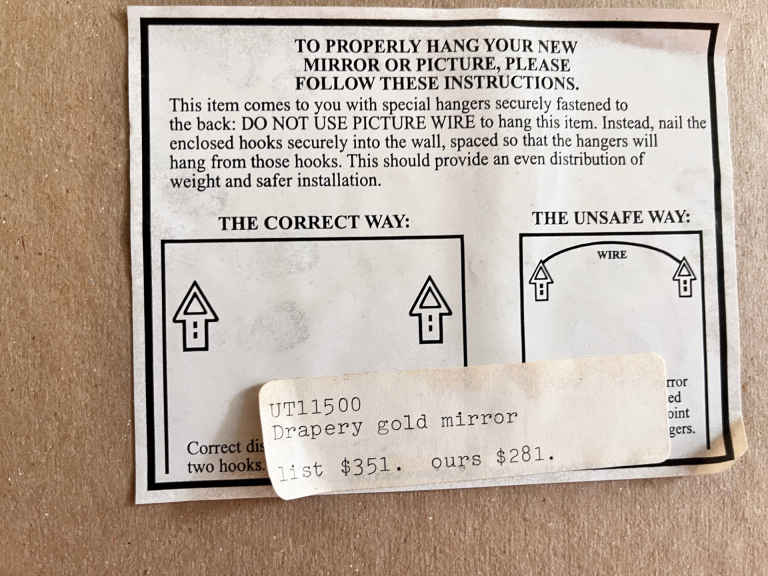 TO PROPERLY HANG YOUR NEW
MIRROR OR PICTURE, PLEASE
FOLLOW THESE INSTRUCTIONS.
This item comes to you with special hangers securely fastened to
the back: DO NOT USE PICTURE WIRE to hang this item. Instead, nail the
enclosed hooks securely into the wall, spaced so that the hangers will
hang from those hooks. This should provide an even distribution of
weight and safer installation.
THE CORRECT WAY:
Correct
two hooks.
THE UNSAFE WAY:
WIRE
UT11500
Drapery gold mirror
list $351. ours $281.